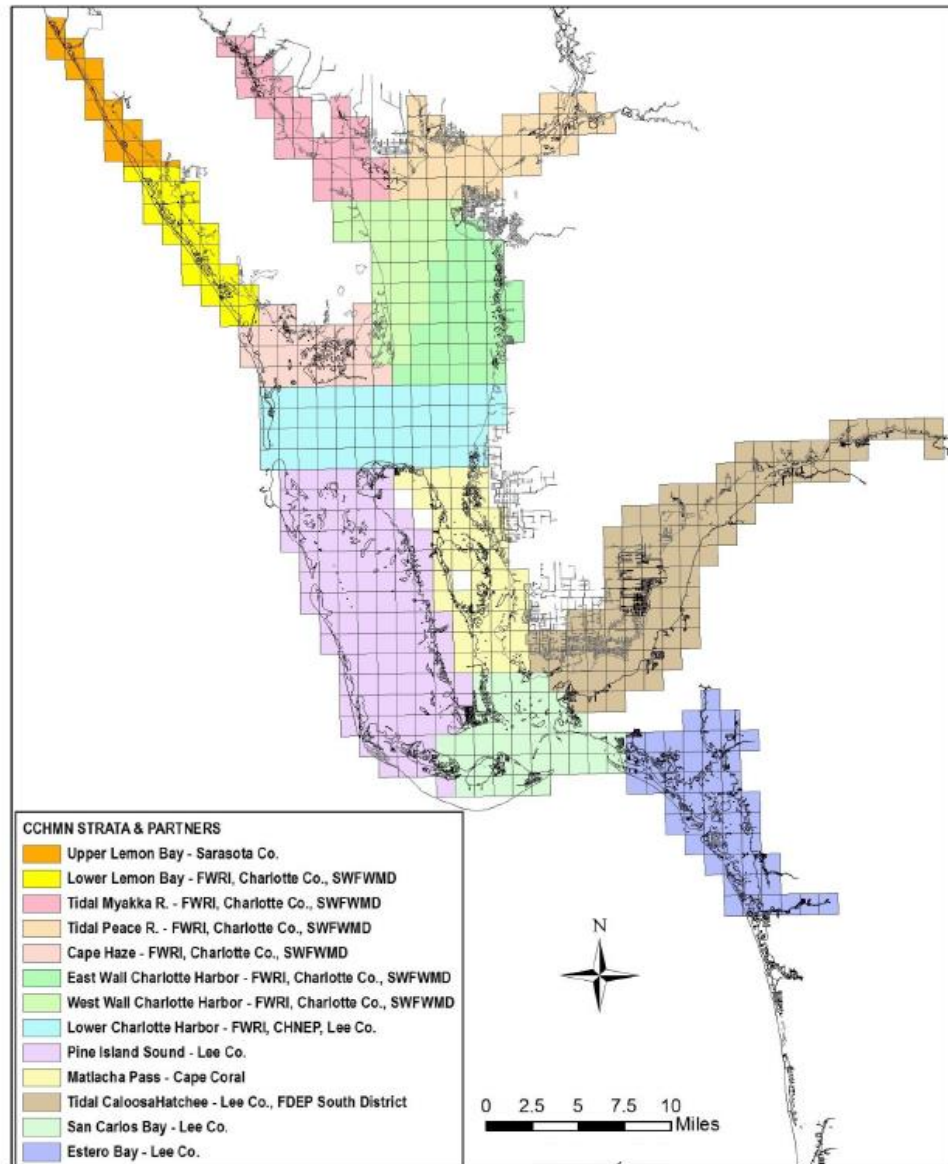 CCHMN STRATA & PARTNERS
Upper Lemon Bay - Sarasota Co.
Lower Lemon Bay - FWRI, Charlotte Co., SWFWMD
Tidal Myakka R. - FWRI, Charlotte Co., SWFWMD
Tidal Peace R. - FWRI, Charlotte Co., SWFWMD
Cape Haze - FWRI, Charlotte Co., SWFWMD
East Wall Charlotte Harbor - FWRI, Charlotte Co., SWFWMD
West Wall Charlotte Harbor - FWRI, Charlotte Co., SWFWMD
Lower Charlotte Harbor - FWRI, CHNEP, Lee Co.
Pine Island Sound - Lee Co.
Matlacha Pass - Cape Coral
Tidal CaloosaHatchee - Lee Co., FDEP South District
San Carlos Bay - Lee Co.
Estero Bay - Lee Co.
N
0 2.5 5 7.5 10
Miles